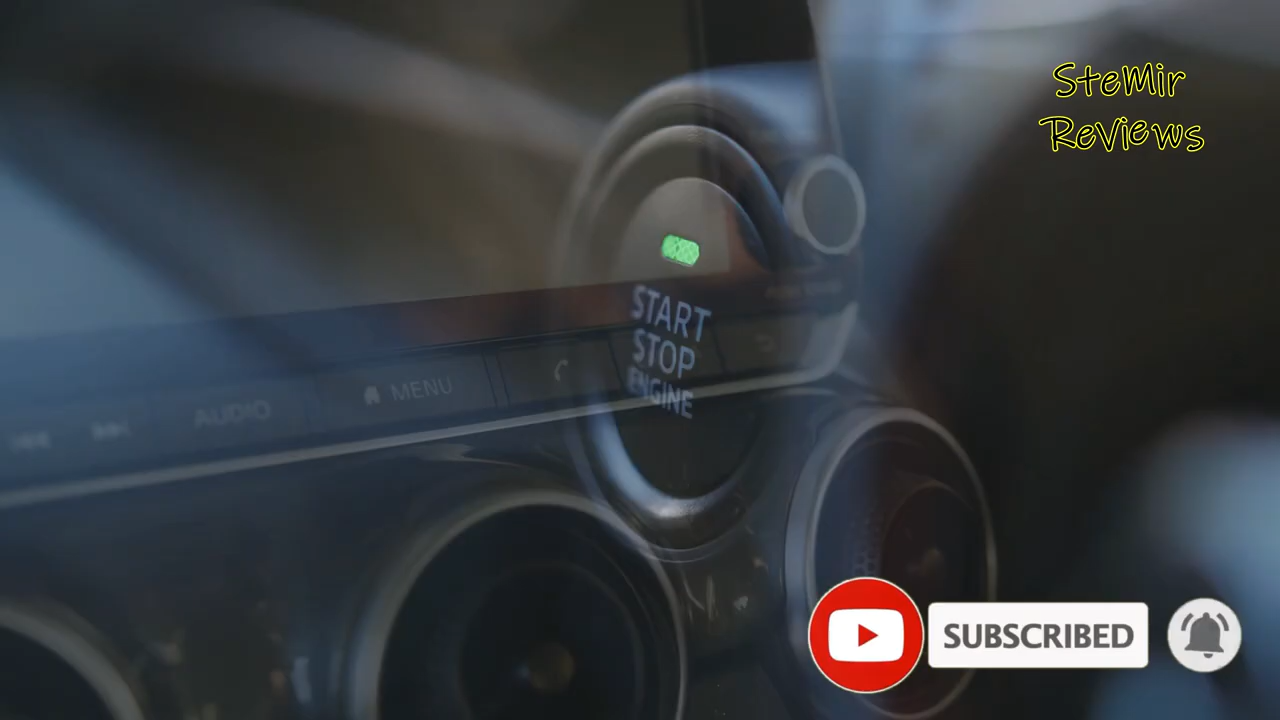 SteMir
Reviews
START
STOP
ENGINE
MENU
AUDIO
SUBSCRIBED